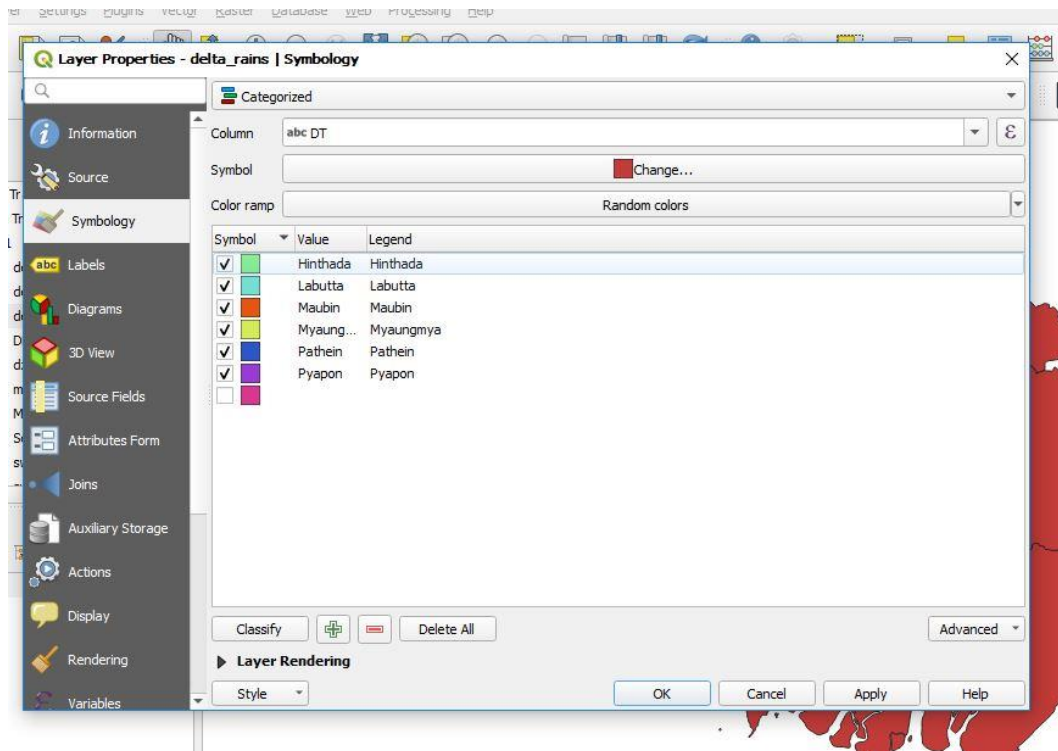 Settings Plugins Vector Raster Database Web Processing Help
Layer Properties - delta_rains | Symbology
Categorized
Information
Column abc DT ε
Source
Symbol Change...
Tr
Symbology
Color ramp Random colors
Tr
Symbol Value Legend
abc Labels
Hinthada Hinthada
Labutta Labutta
Diagrams
Maubin Maubin
Myaung... Myaungmya
3D View
Pathein Pathein
Pyapon Pyapon
Source Fields
Attributes Form
Joins
Auxiliary Storage
Actions
Display
Classify Delete All Advanced
Rendering
Layer Rendering
Variables
Style OK Cancel Apply Help